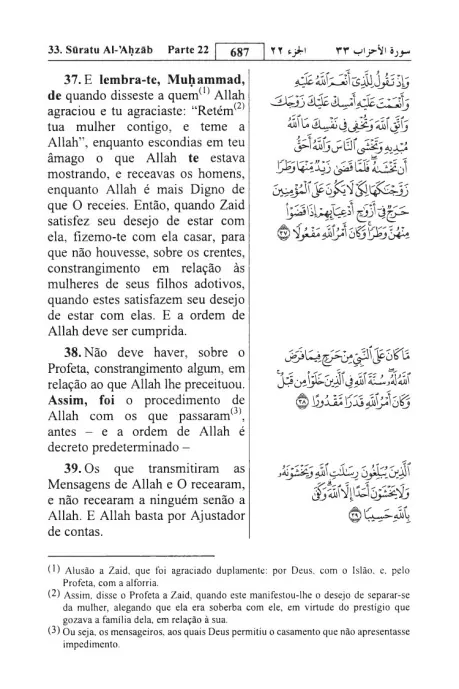 33. Sūratu Al-'Aḥzāb Parte 22 687 الجزء ٢٢ سورة الأحزاب ٣٣
37. E lembra-te, Muḥammad,
de quando disseste a quem(1) Allah
agraciou e tu agraciaste: “Retém(2)
tua mulher contigo, e teme a
Allah”, enquanto escondias em teu
âmago o que Allah te estava
mostrando, e receavas os homens,
enquanto Allah é mais Digno de
que O receies. Então, quando Zaid
satisfez seu desejo de estar com
ela, fizemo-te com ela casar, para
que não houvesse, sobre os crentes,
constrangimento em relação às
mulheres de seus filhos adotivos,
quando estes satisfazem seu desejo
de estar com elas. E a ordem de
Allah deve ser cumprida.
وَإِذْ تَقُولُ لِلَّذِىٓ أَنْعَمَ ٱللَّهُ عَلَيْهِ
وَأَنْعَمْتَ عَلَيْهِ أَمْسِكْ عَلَيْكَ زَوْجَكَ
وَٱتَّقِ ٱللَّهَ وَتُخْفِى فِى نَفْسِكَ مَا ٱللَّهُ
مُبْدِيهِ وَتَخْشَى ٱلنَّاسَ وَٱللَّهُ أَحَقُّ
أَن تَخْشَىٰهُ فَلَمَّا قَضَىٰ زَيْدٌ مِّنْهَا وَطَرًا
زَوَّجْنَٰكَهَا لِكَىْ لَا يَكُونَ عَلَى ٱلْمُؤْمِنِينَ
حَرَجٌ فِىٓ أَزْوَٰجِ أَدْعِيَآئِهِمْ إِذَا قَضَوْا۟
مِنْهُنَّ وَطَرًا وَكَانَ أَمْرُ ٱللَّهِ مَفْعُولًا ٣٧
38. Não deve haver, sobre o
Profeta, constrangimento algum, em
relação ao que Allah lhe preceituou.
Assim, foi o procedimento de
Allah com os que passaram(3),
antes – e a ordem de Allah é
decreto predeterminado –
مَّا كَانَ عَلَى ٱلنَّبِىِّ مِنْ حَرَجٍ فِيمَا فَرَضَ
ٱللَّهُ لَهُۥ سُنَّةَ ٱللَّهِ فِى ٱلَّذِينَ خَلَوْا۟ مِن قَبْلُ
وَكَانَ أَمْرُ ٱللَّهِ قَدَرًا مَّقْدُورًا ٣٨
39. Os que transmitiram as
Mensagens de Allah e O recearam,
e não recearam a ninguém senão a
Allah. E Allah basta por Ajustador
de contas.
ٱلَّذِينَ يُبَلِّغُونَ رِسَٰلَٰتِ ٱللَّهِ وَيَخْشَوْنَهُۥ
وَلَا يَخْشَوْنَ أَحَدًا إِلَّا ٱللَّهَ وَكَفَىٰ
بِٱللَّهِ حَسِيبًا ٣٩
(1) Alusão a Zaid, que foi agraciado duplamente: por Deus, com o Islão, e, pelo
Profeta, com a alforria.
(2) Assim, disse o Profeta a Zaid, quando este manifestou-lhe o desejo de separar-se
da mulher, alegando que ela era soberba com ele, em virtude do prestígio que
gozava a família dela, em relação à sua.
(3) Ou seja, os mensageiros, aos quais Deus permitiu o casamento que não apresentasse
impedimento.